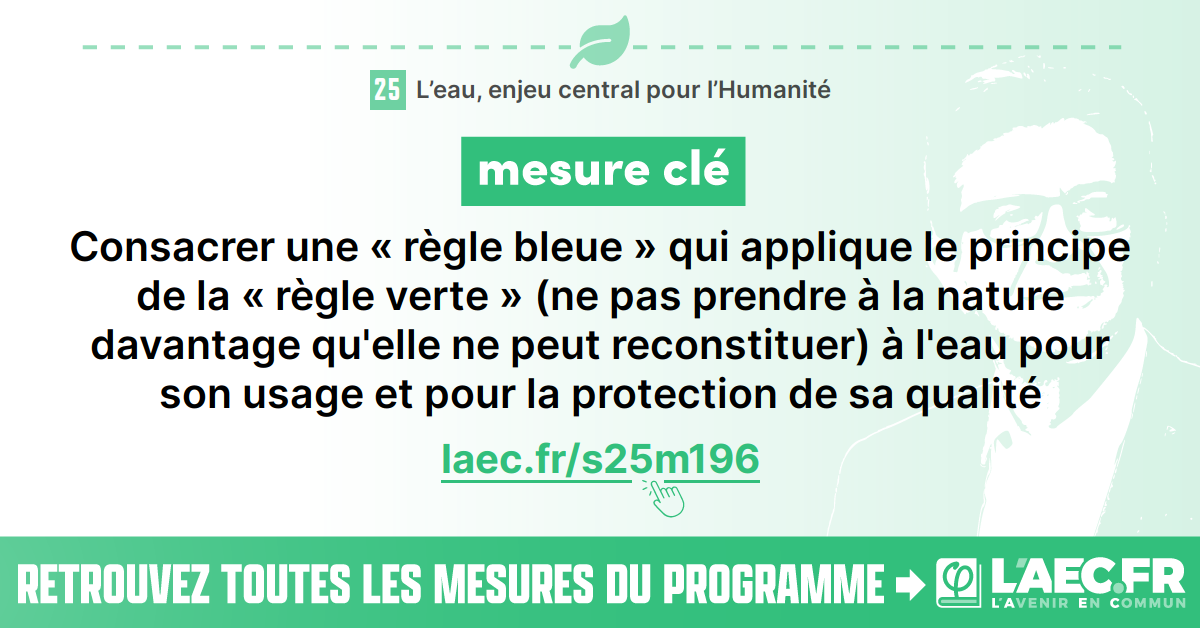 25 L'eau, enjeu central pour l'Humanité
mesure clé
Consacrer une « règle bleue » qui applique le principe
de la « règle verte » (ne pas prendre à la nature
davantage qu'elle ne peut reconstituer) à l'eau pour
son usage et pour la protection de sa qualité
laec.fr/s25m196
RETROUVEZ TOUTES LES MESURES DU PROGRAMME
φ L'AEC.FR
L'AVENIR EN COMMUN